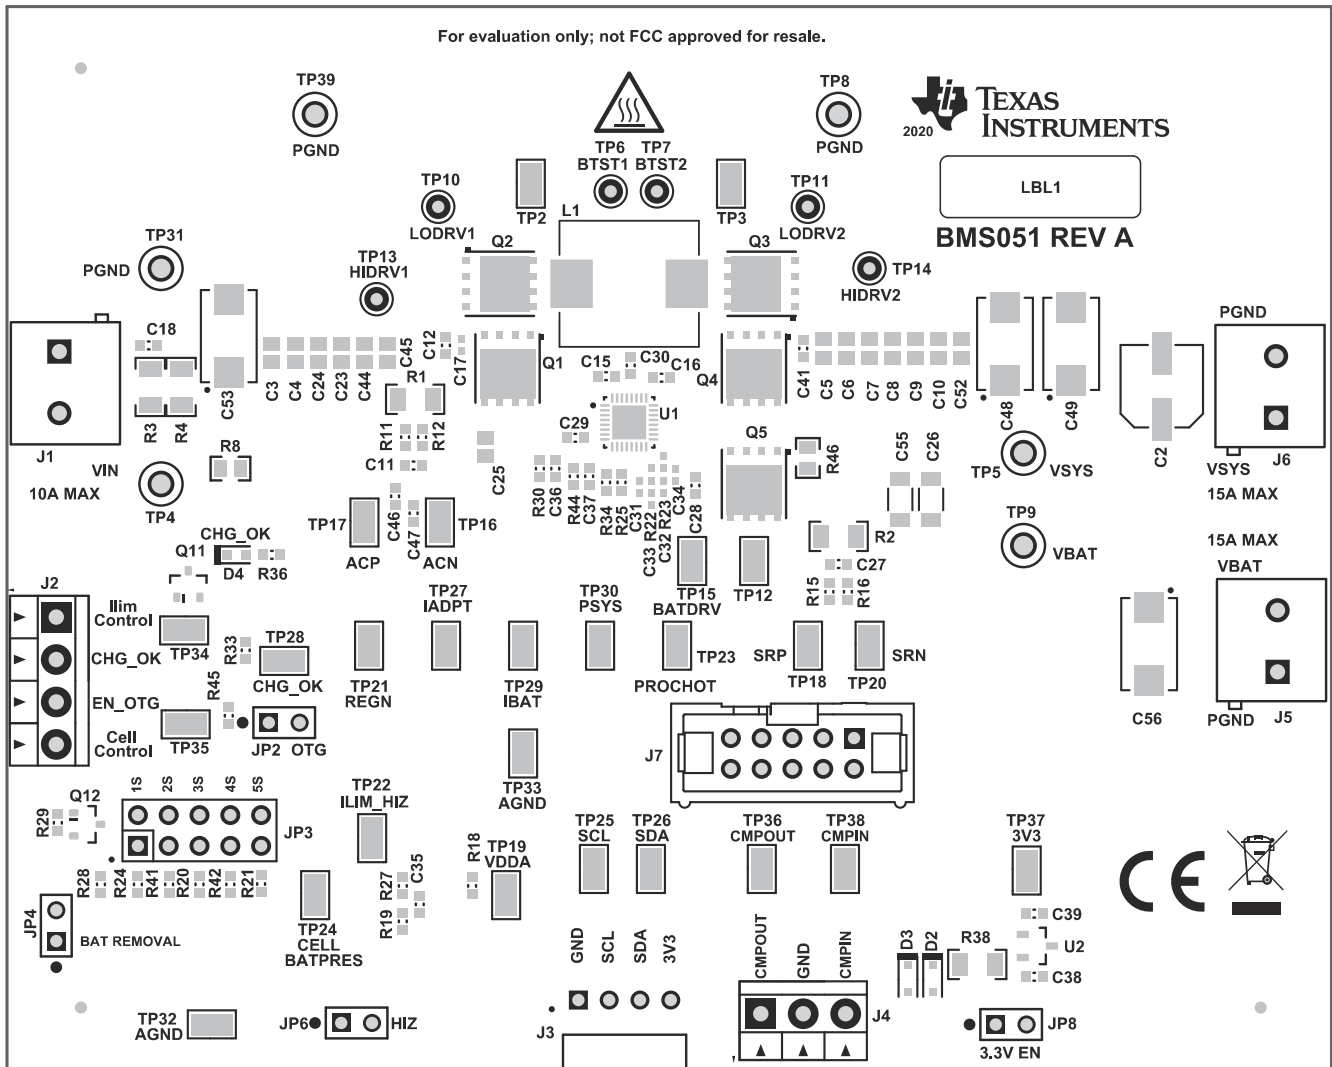 For evaluation only; not FCC approved for resale.
TP39
PGND
TP8
PGND
2020
TEXAS
INSTRUMENTS
LBL1
BMS051 REV A
TP6
BTST1
TP7
BTST2
TP10
LODRV1
TP2
L1
TP3
TP11
LODRV2
TP31
PGND
TP13
HIDRV1
Q2
Q3
TP14
HIDRV2
PGND
C18
C53
C3
C4
C24
C23
C44
C45
C12
C17
Q1
C15
C30
C16
Q4
C41
C5
C6
C7
C8
C9
C10
C52
C48
C49
C2
VSYS
J6
15A MAX
R3
R4
J1
VIN
10A MAX
R8
TP4
R1
R11
R12
C11
C25
C29
U1
Q5
R46
C55
C26
TP5
VSYS
R30
C36
R44
C37
R34
R25
C31
R22
R23
C33
C32
C34
C28
TP17
ACP
C46
C47
TP16
ACN
R2
TP9
VBAT
15A MAX
VBAT
CHG_OK
Q11
D4
R36
J2
Ilim
Control
CHG_OK
EN_OTG
Cell
Control
TP34
R33
TP28
CHG_OK
R45
TP35
JP2
OTG
TP27
IADPT
TP30
PSYS
TP15
BATDRV
TP12
C27
R15
R16
TP21
REGN
TP29
IBAT
TP23
PROCHOT
SRP
TP18
SRN
TP20
C56
PGND
J5
J7
TP33
AGND
1S
2S
3S
4S
5S
Q12
R29
JP3
TP22
ILIM_HIZ
R28
R24
R41
R20
R42
R21
JP4
BAT REMOVAL
TP24
CELL
BATPRES
R27
R19
C35
R18
TP19
VDDA
TP25
SCL
TP26
SDA
TP36
CMPOUT
TP38
CMPIN
TP37
3V3
CE
C39
U2
C38
D3
D2
R38
GND
SCL
SDA
3V3
CMPOUT
GND
CMPIN
TP32
AGND
JP6
HIZ
J3
J4
JP8
3.3V EN